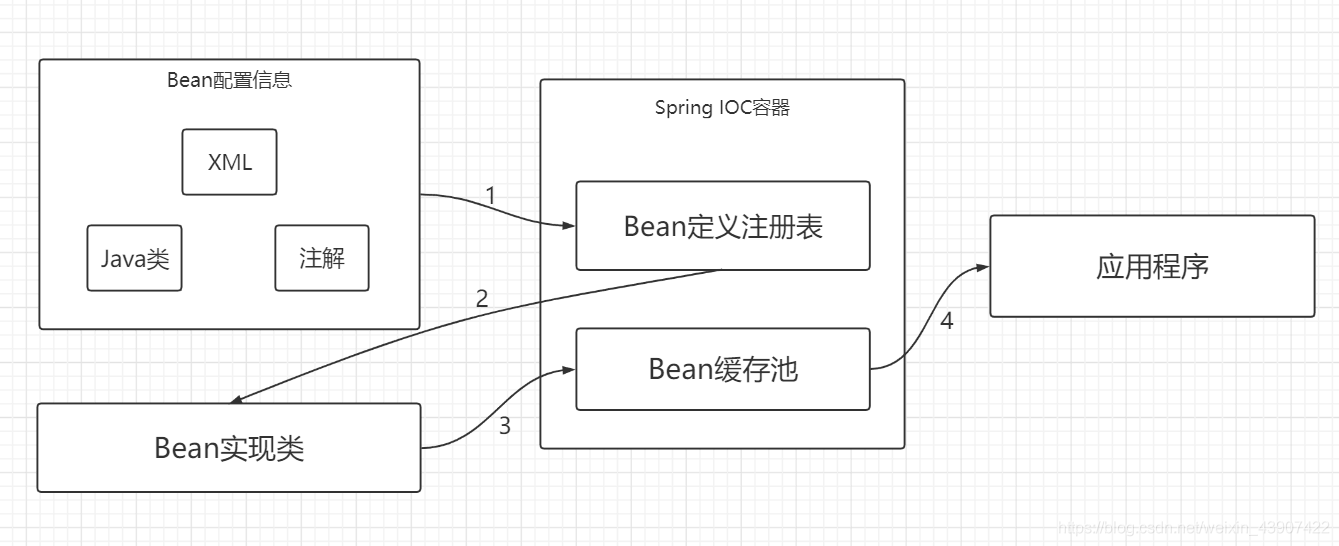 Bean配置信息
XML
Java类
注解
1
Spring IOC容器
Bean定义注册表
2
Bean实现类
3
Bean缓存池
4
应用程序
https://blog.csdn.net/weixin_43907422